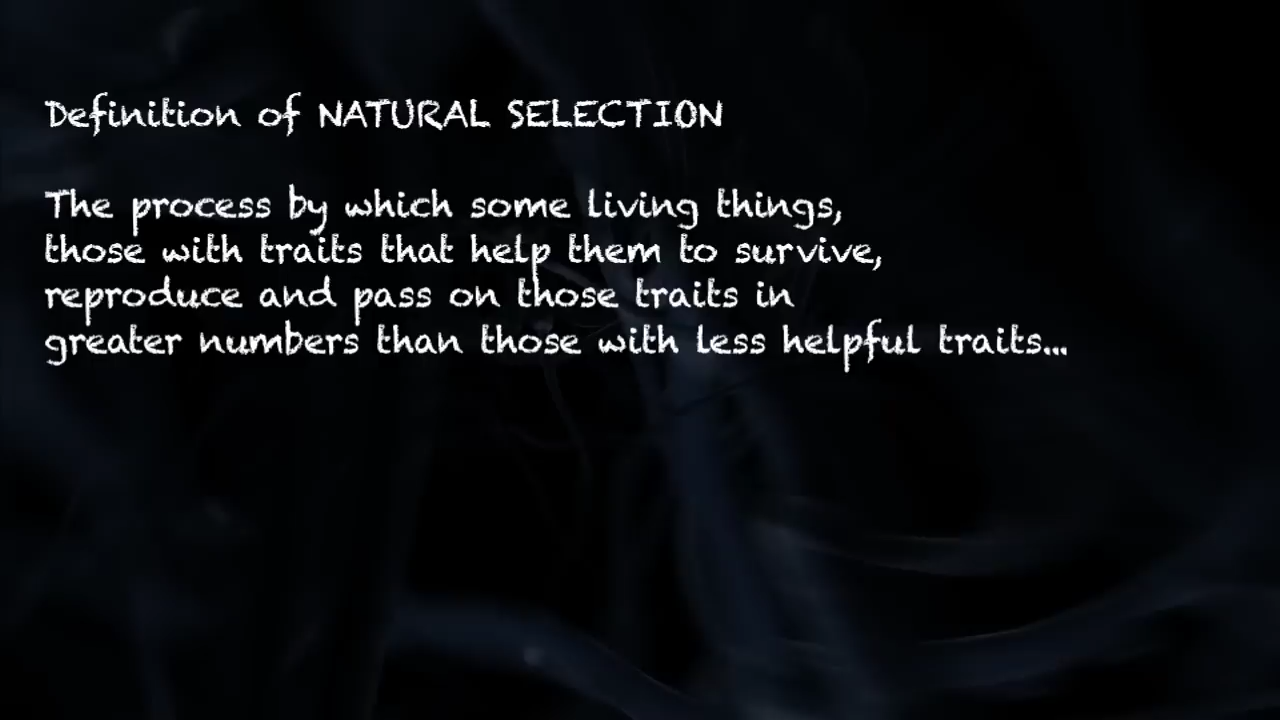 Definition of NATURAL SELECTION
The process by which some living things,
those with traits that help them to survive,
reproduce and pass on those traits in
greater numbers than those with less helpful traits...